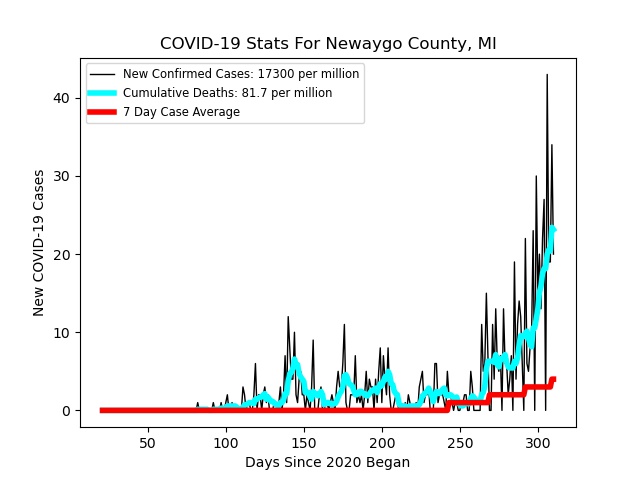 COVID-19 Stats For Newaygo County, MI
New Confirmed Cases: 17300 per million
Cumulative Deaths: 81.7 per million
7 Day Case Average
New COVID-19 Cases
40
30
20
10
0
50 100 150 200 250 300
Days Since 2020 Began